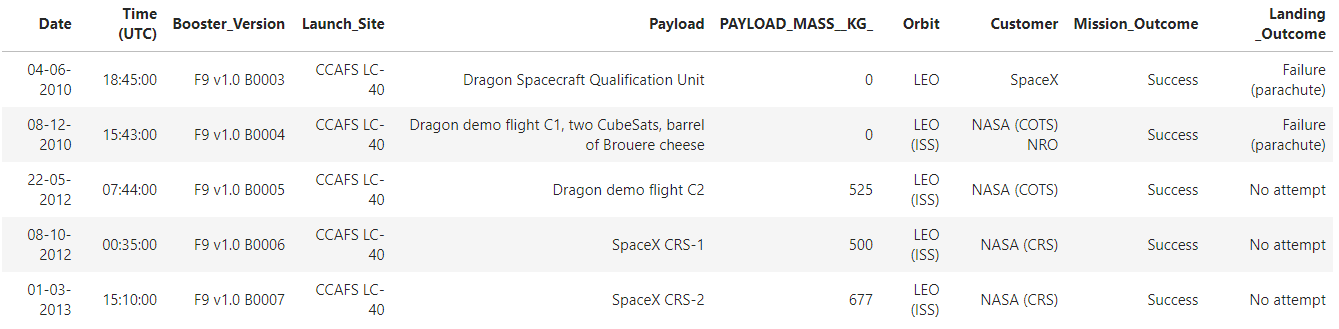 Date Time (UTC) Booster_Version Launch_Site Payload PAYLOAD_MASS__KG_ Orbit Customer Mission_Outcome Landing _Outcome
04-06-2010 18:45:00 F9 v1.0 B0003 CCAFS LC-40 Dragon Spacecraft Qualification Unit 0 LEO SpaceX Success Failure (parachute)
08-12-2010 15:43:00 F9 v1.0 B0004 CCAFS LC-40 Dragon demo flight C1, two CubeSats, barrel of Brouere cheese 0 LEO (ISS) NASA (COTS) NRO Success Failure (parachute)
22-05-2012 07:44:00 F9 v1.0 B0005 CCAFS LC-40 Dragon demo flight C2 525 LEO (ISS) NASA (COTS) Success No attempt
08-10-2012 00:35:00 F9 v1.0 B0006 CCAFS LC-40 SpaceX CRS-1 500 LEO (ISS) NASA (CRS) Success No attempt
01-03-2013 15:10:00 F9 v1.0 B0007 CCAFS LC-40 SpaceX CRS-2 677 LEO (ISS) NASA (CRS) Success No attempt